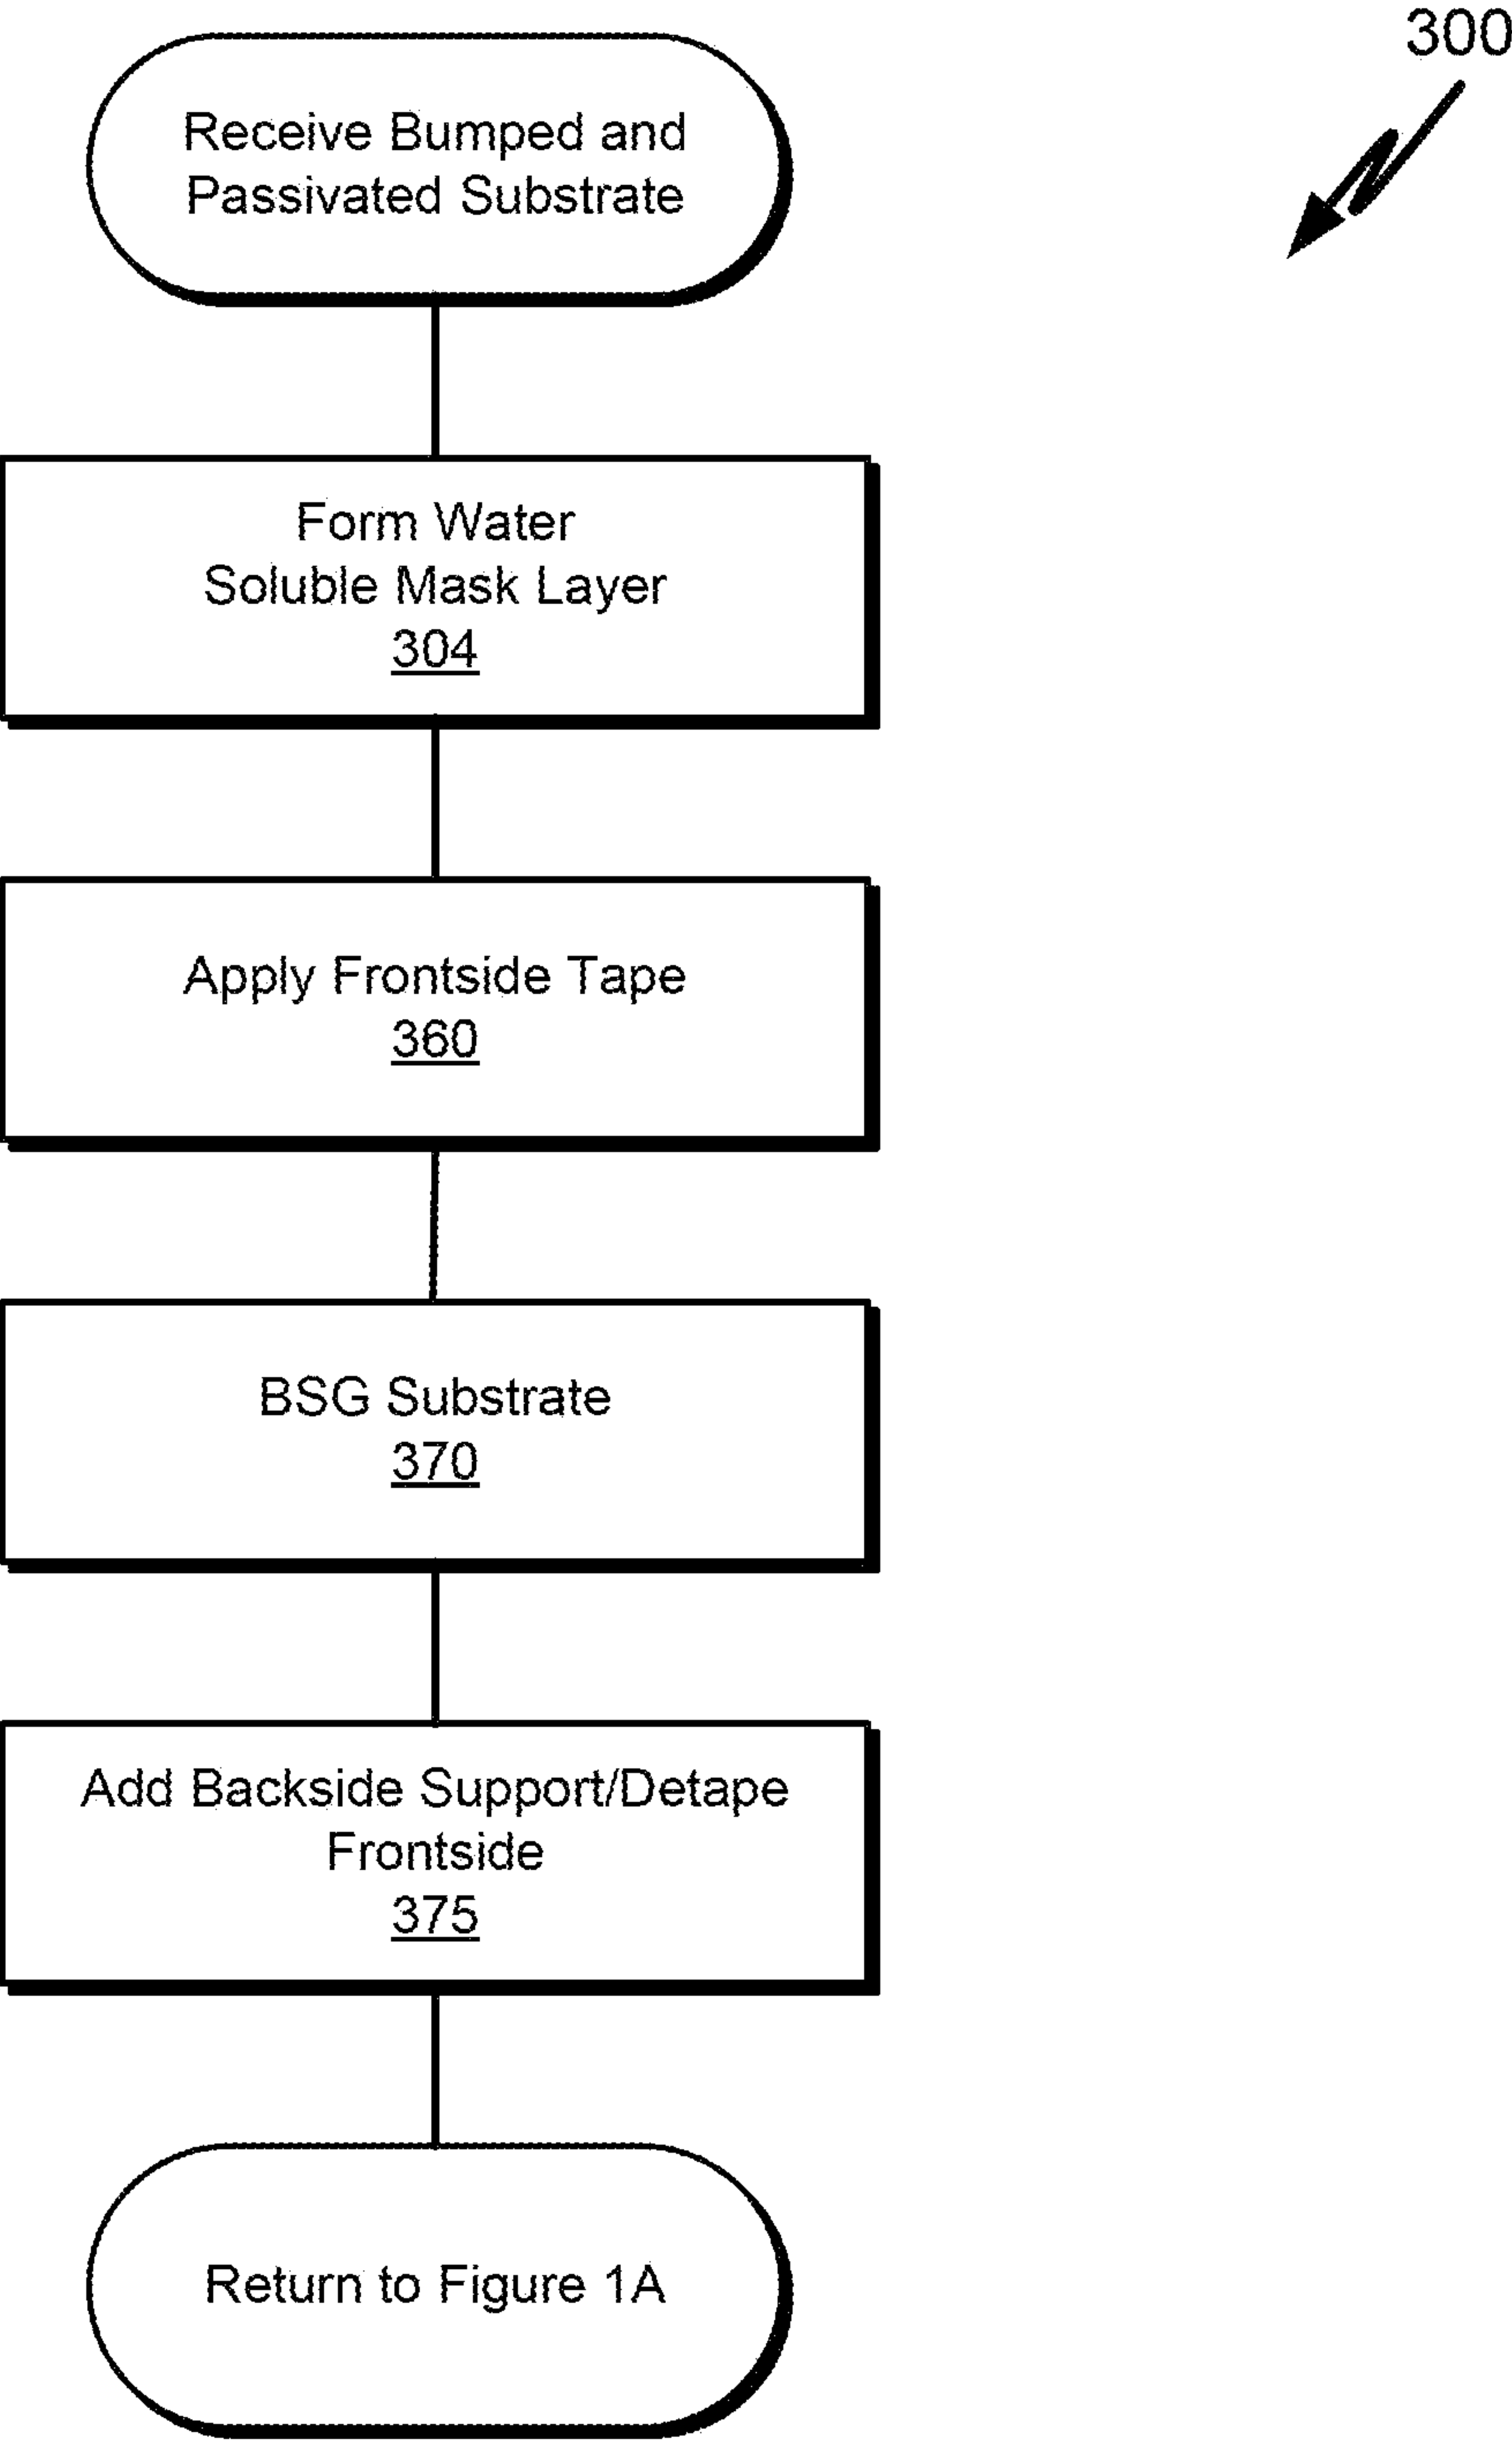 300
Receive Bumped and
Passivated Substrate
Form Water
Soluble Mask Layer
304
Apply Frontside Tape
360
BSG Substrate
370
Add Backside Support/Detape
Frontside
375
Return to Figure 1A